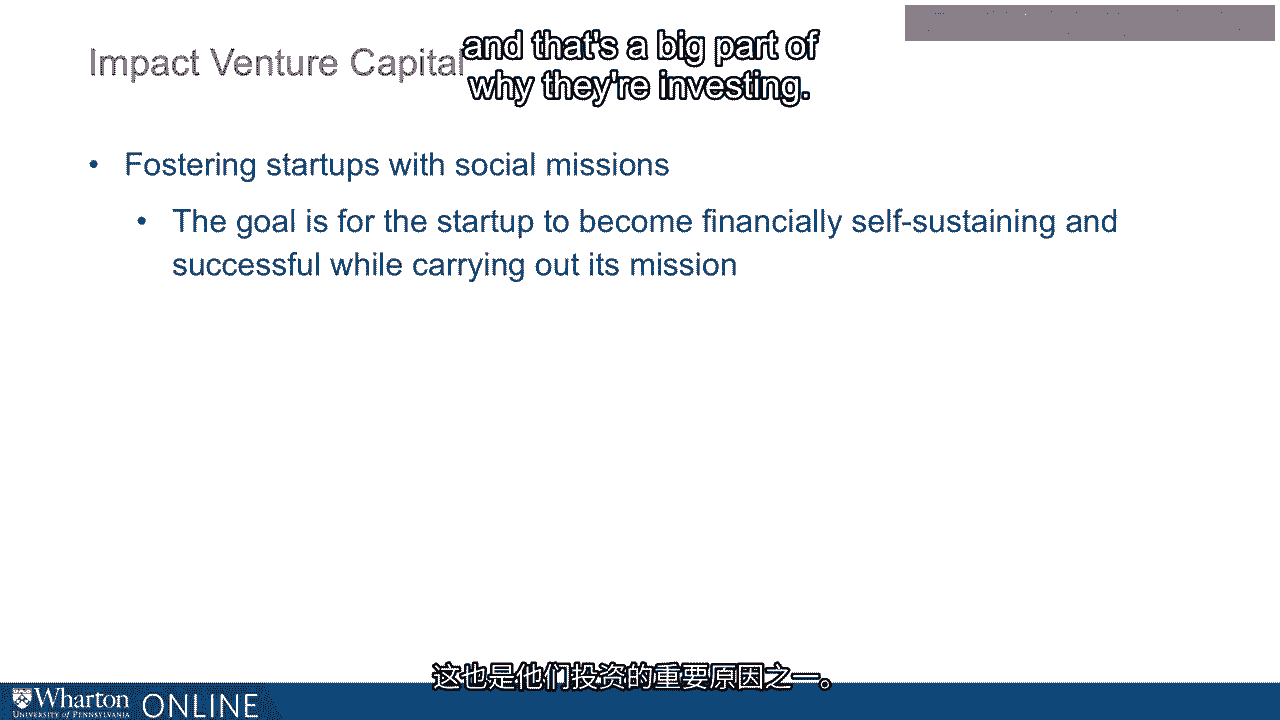 Impact Venture Capital
and that's a big part of
why they're investing.
• Fostering startups with social missions
• The goal is for the startup to become financially self-sustaining and
successful while carrying out its mission
这也是他们投资的重要原因之一。
Wharton
UNIVERSITY of PENNSYLVANIA
ONLINE